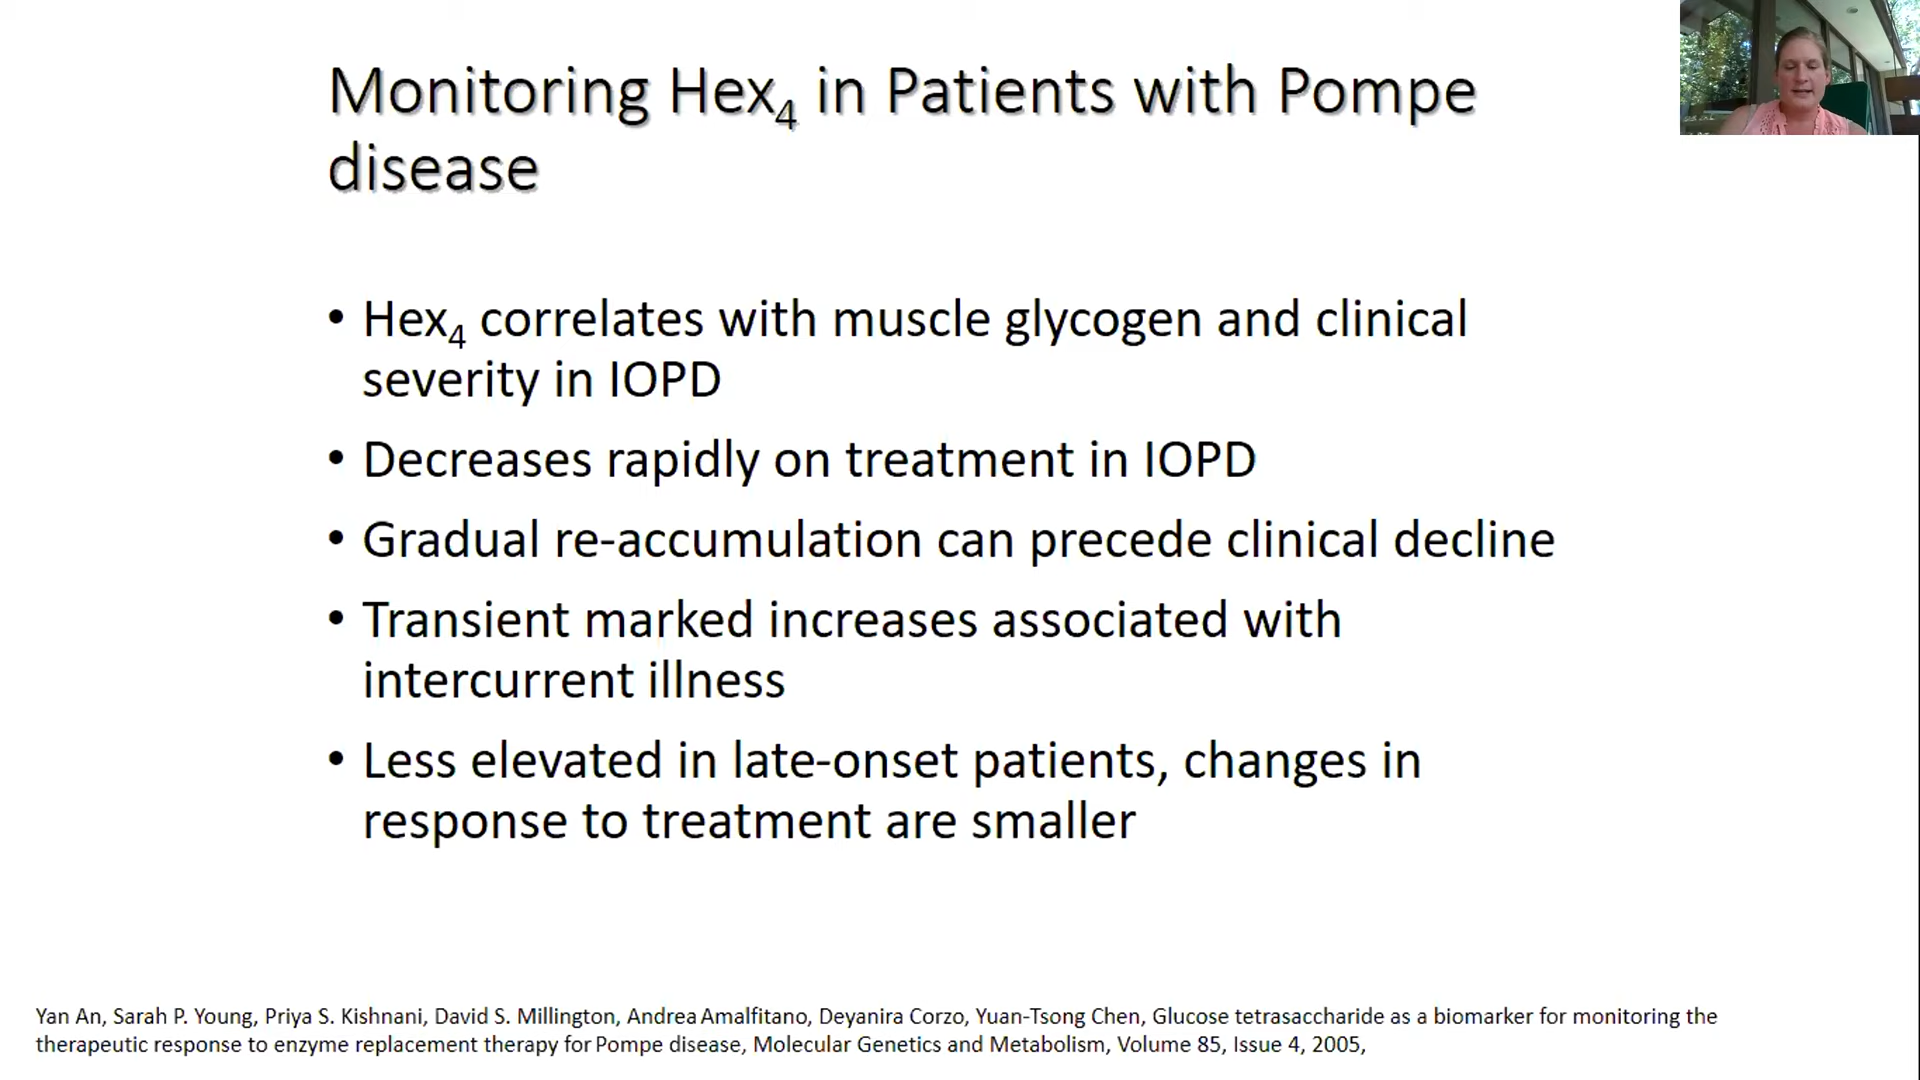 Monitoring Hex₄ in Patients with Pompe
disease
• Hex₄ correlates with muscle glycogen and clinical
severity in IOPD
• Decreases rapidly on treatment in IOPD
• Gradual re-accumulation can precede clinical decline
• Transient marked increases associated with
intercurrent illness
• Less elevated in late-onset patients, changes in
response to treatment are smaller
Yan An, Sarah P. Young, Priya S. Kishnani, David S. Millington, Andrea Amalfitano, Deyanira Corzo, Yuan-Tsong Chen, Glucose tetrasaccharide as a biomarker for monitoring the
therapeutic response to enzyme replacement therapy for Pompe disease, Molecular Genetics and Metabolism, Volume 85, Issue 4, 2005,